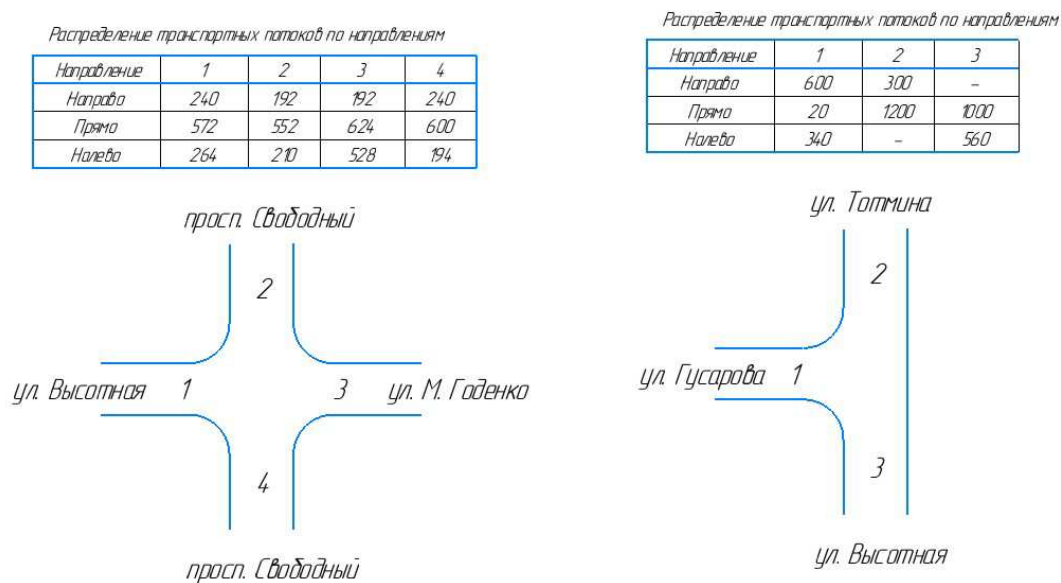 Распределение транспортных потоков по направлениям
Направление 1 2 3 4
Направо 240 192 192 240
Прямо 572 552 624 600
Налево 264 210 528 194
просп. Свободный
2
ул. Высотная 1 3 ул. М. Годенко
4
просп. Свободный
Распределение транспортных потоков по направлениям
Направление 1 2 3
Направо 600 300 -
Прямо 20 1200 1000
Налево 340 - 560
ул. Тотмина
2
ул. Гусарова 1
3
ул. Высотная